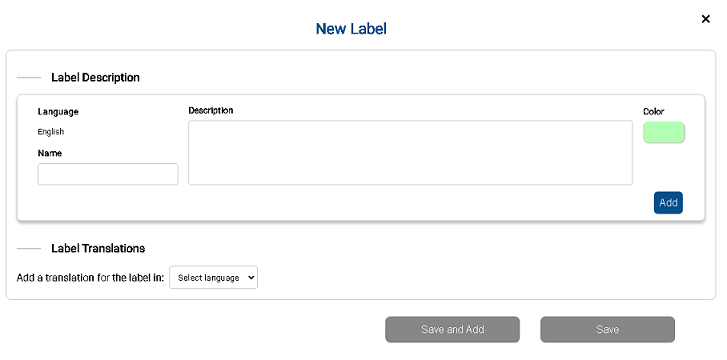 ×
New Label
Label Description
Language
English
Name
Description
Color
Add
Label Translations
Add a translation for the label in: Select language
Save and Add
Save